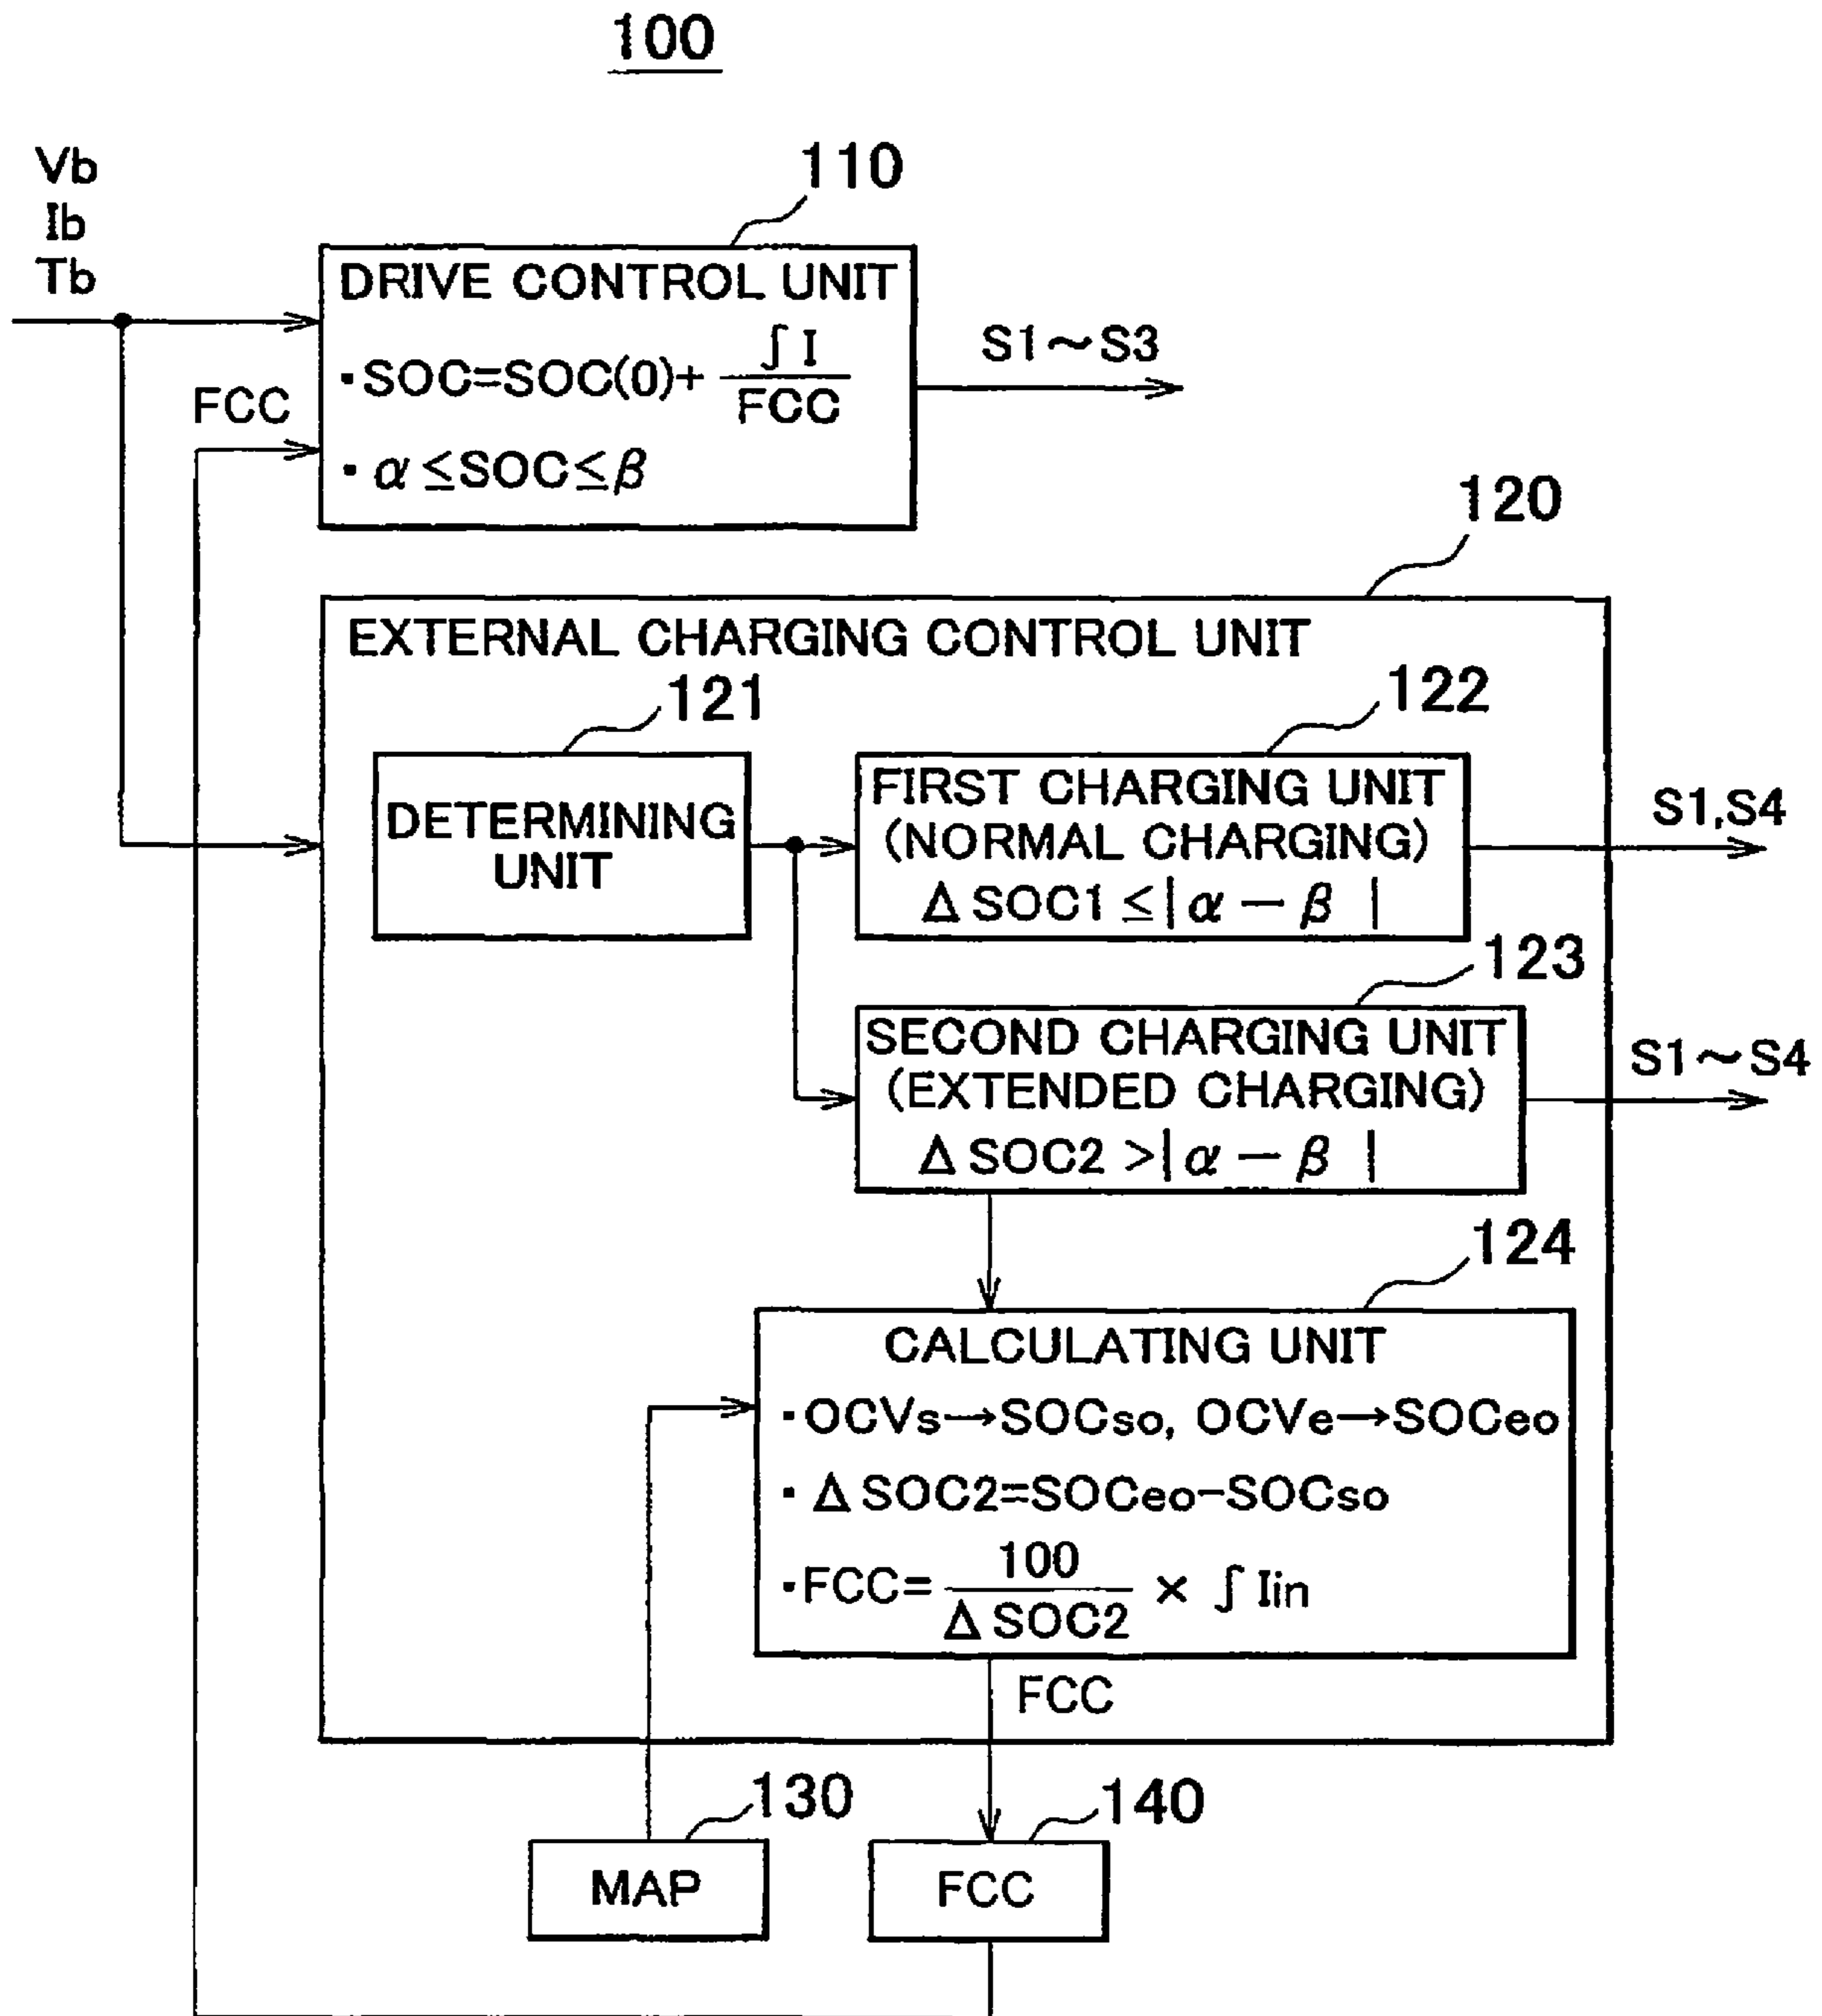 100
Vb
Ib
Tb
110
DRIVE CONTROL UNIT
・SOC=SOC(0)+ ∫I / FCC
・α≤SOC≤β
S1~S3
FCC
120
EXTERNAL CHARGING CONTROL UNIT
121
DETERMINING
UNIT
122
FIRST CHARGING UNIT
(NORMAL CHARGING)
ΔSOC1≤|α-β|
S1,S4
123
SECOND CHARGING UNIT
(EXTENDED CHARGING)
ΔSOC2>|α-β|
S1~S4
124
CALCULATING UNIT
・OCVs→SOCso, OCVe→SOCeo
・ΔSOC2=SOCeo-SOCso
・FCC= 100 / ΔSOC2 × ∫Iin
FCC
130
MAP
140
FCC